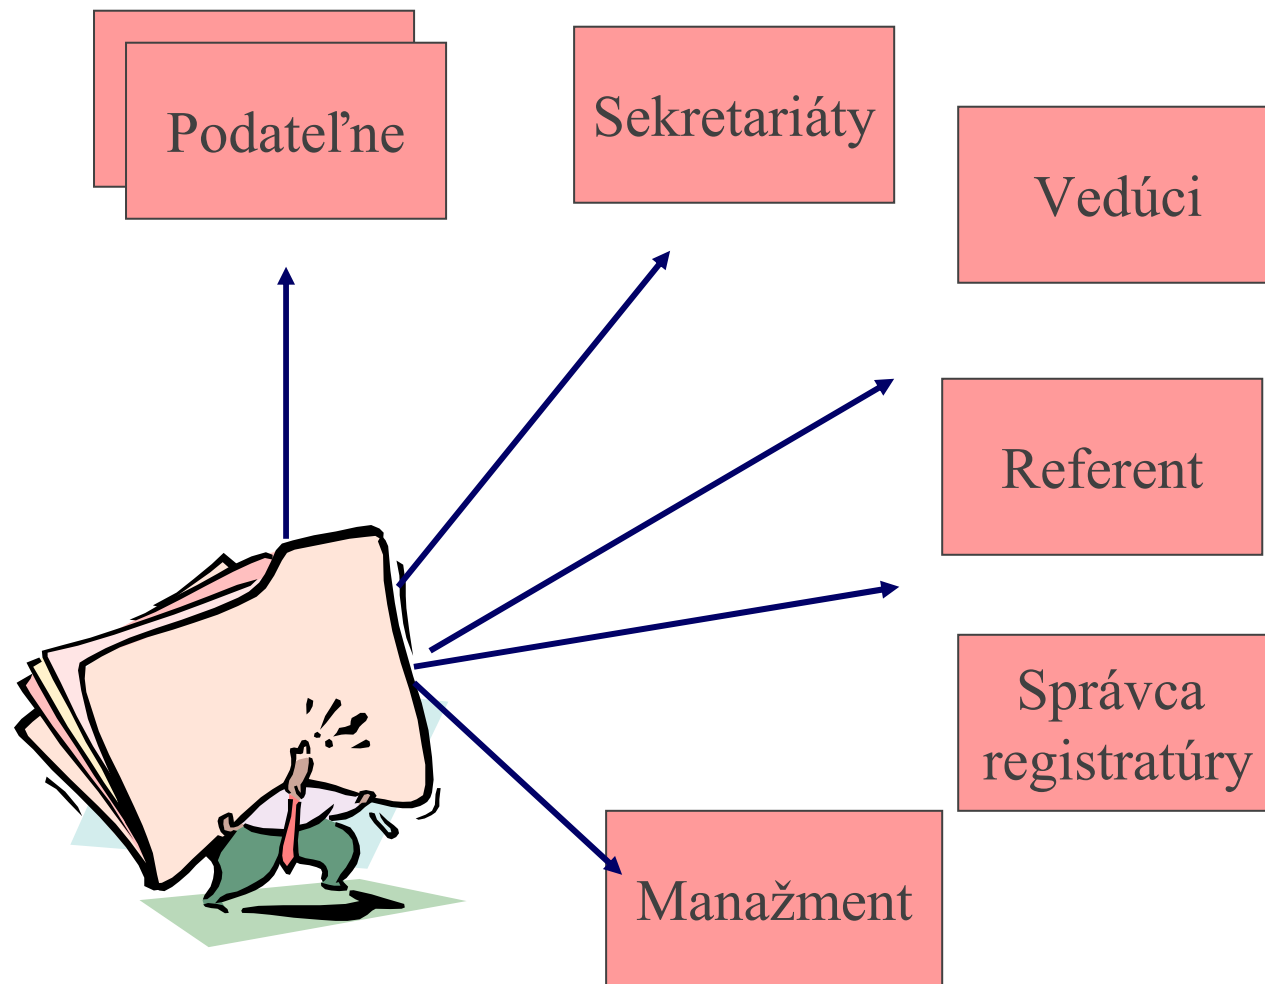 Podateľne
Sekretariáty
Vedúci
Referent
Správca
registratúry
Manažment